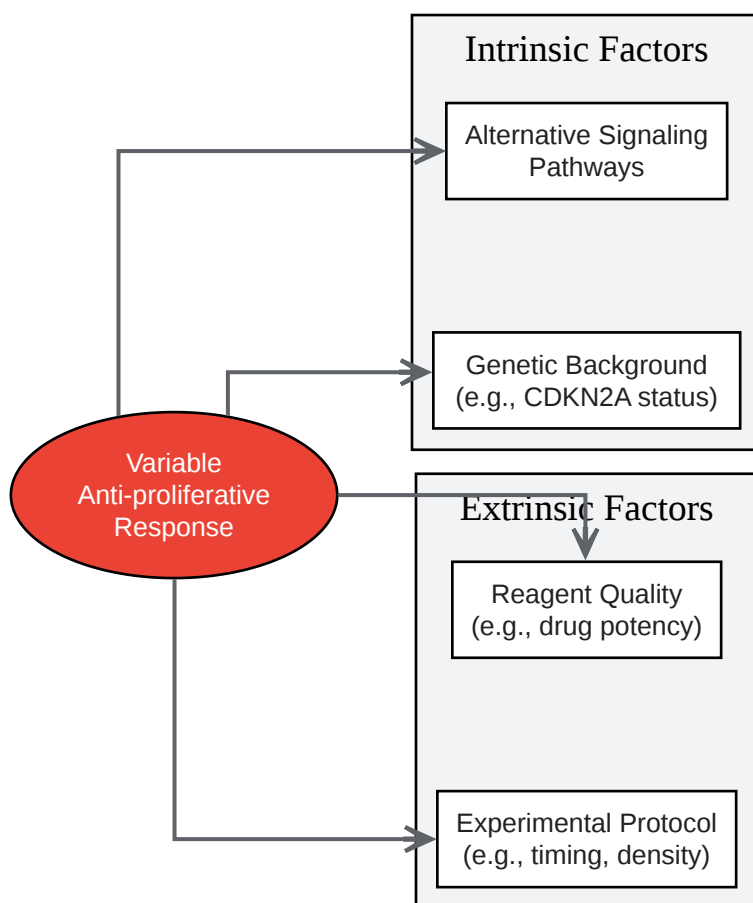 Intrinsic Factors
Alternative Signaling
Pathways
Genetic Background
(e.g., CDKN2A status)
Variable
Anti-proliferative
Response
Extrinsic Factors
Reagent Quality
(e.g., drug potency)
Experimental Protocol
(e.g., timing, density)